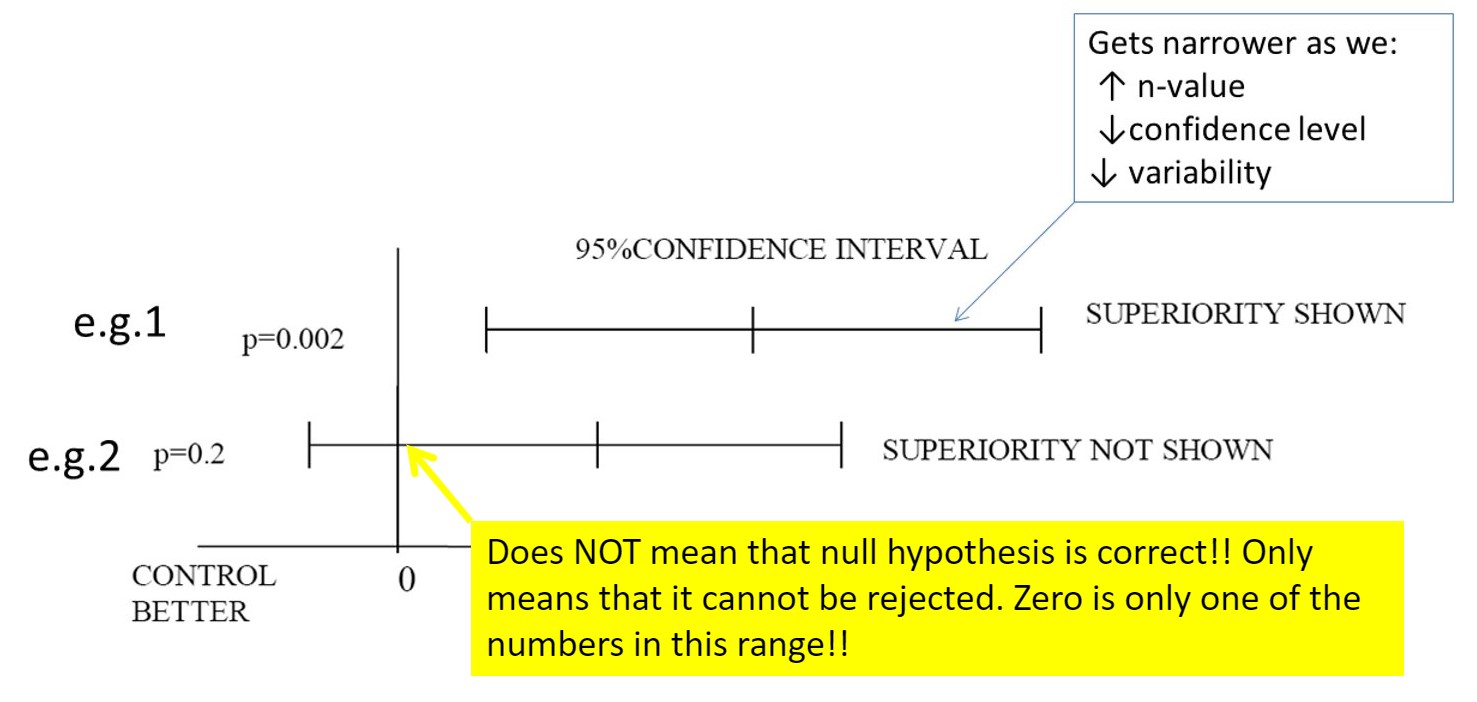 Gets narrower as we:
↑ n-value
↓confidence level
↓ variability
95%CONFIDENCE INTERVAL
e.g.1
p=0.002
SUPERIORITY SHOWN
e.g.2
p=0.2
SUPERIORITY NOT SHOWN
CONTROL
BETTER
0
Does NOT mean that null hypothesis is correct!! Only
means that it cannot be rejected. Zero is only one of the
numbers in this range!!